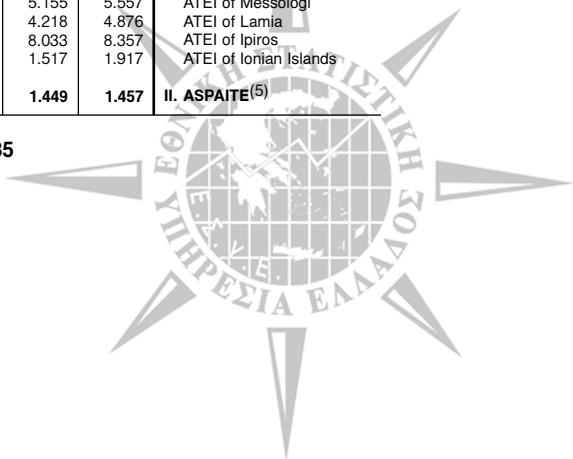 5.155 5.557 ATEI of Messologi
4.218 4.876 ATEI of Lamia
8.033 8.357 ATEI of Ipiros
1.517 1.917 ATEI of Ionian Islands
1.449 1.457 II. ASPAITE(5)
35
ΕΘΝΙΚΗ ΣΤΑΤΙΣΤΙΚΗ
ΥΠΗΡΕΣΙΑ ΕΛΛΑΔΟΣ
Ε.Σ.Υ.Ε.